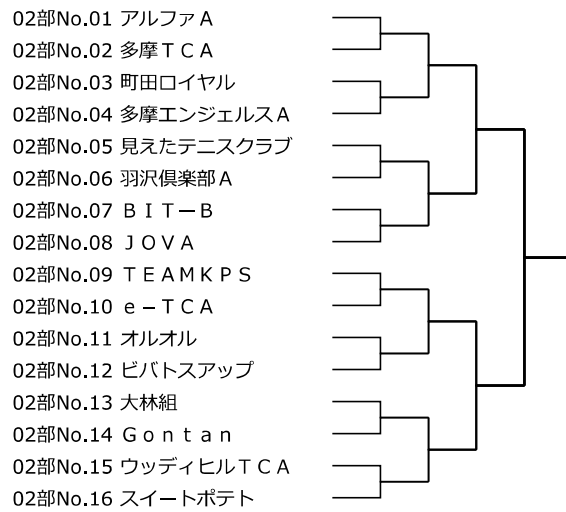 02部No.01 アルファＡ
02部No.02 多摩ＴＣＡ
02部No.03 町田ロイヤル
02部No.04 多摩エンジェルスＡ
02部No.05 見えたテニスクラブ
02部No.06 羽沢倶楽部Ａ
02部No.07 ＢＩＴ－Ｂ
02部No.08 ＪＯＶＡ
02部No.09 ＴＥＡＭＫＰＳ
02部No.10 ｅ－ＴＣＡ
02部No.11 オルオル
02部No.12 ビバトスアップ
02部No.13 大林組
02部No.14 Ｇｏｎｔａｎ
02部No.15 ウッディヒルＴＣＡ
02部No.16 スイートポテト